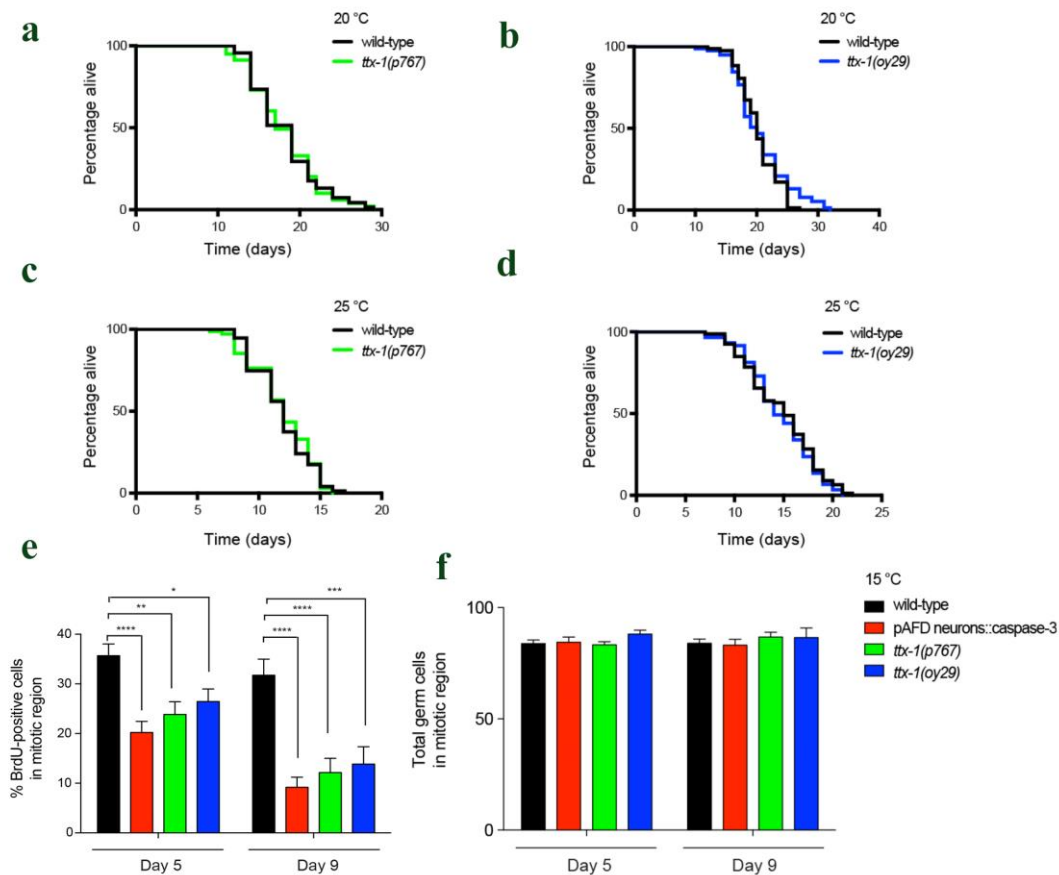 a
20 °C
wild-type
ttx-1(p767)
Percentage alive
100
50
0
0 10 20 30
Time (days)
b
20 °C
wild-type
ttx-1(oy29)
Percentage alive
100
50
0
0 10 20 30 40
Time (days)
c
25 °C
wild-type
ttx-1(p767)
Percentage alive
100
50
0
0 5 10 15 20
Time (days)
d
25 °C
wild-type
ttx-1(oy29)
Percentage alive
100
50
0
0 5 10 15 20 25
Time (days)
e
% BrdU-positive cells
in mitotic region
40
30
20
10
0
*
**
****
***
****
****
Day 5 Day 9
f
Total germ cells
in mitotic region
100
50
0
Day 5 Day 9
15 °C
wild-type
pAFD neurons::caspase-3
ttx-1(p767)
ttx-1(oy29)